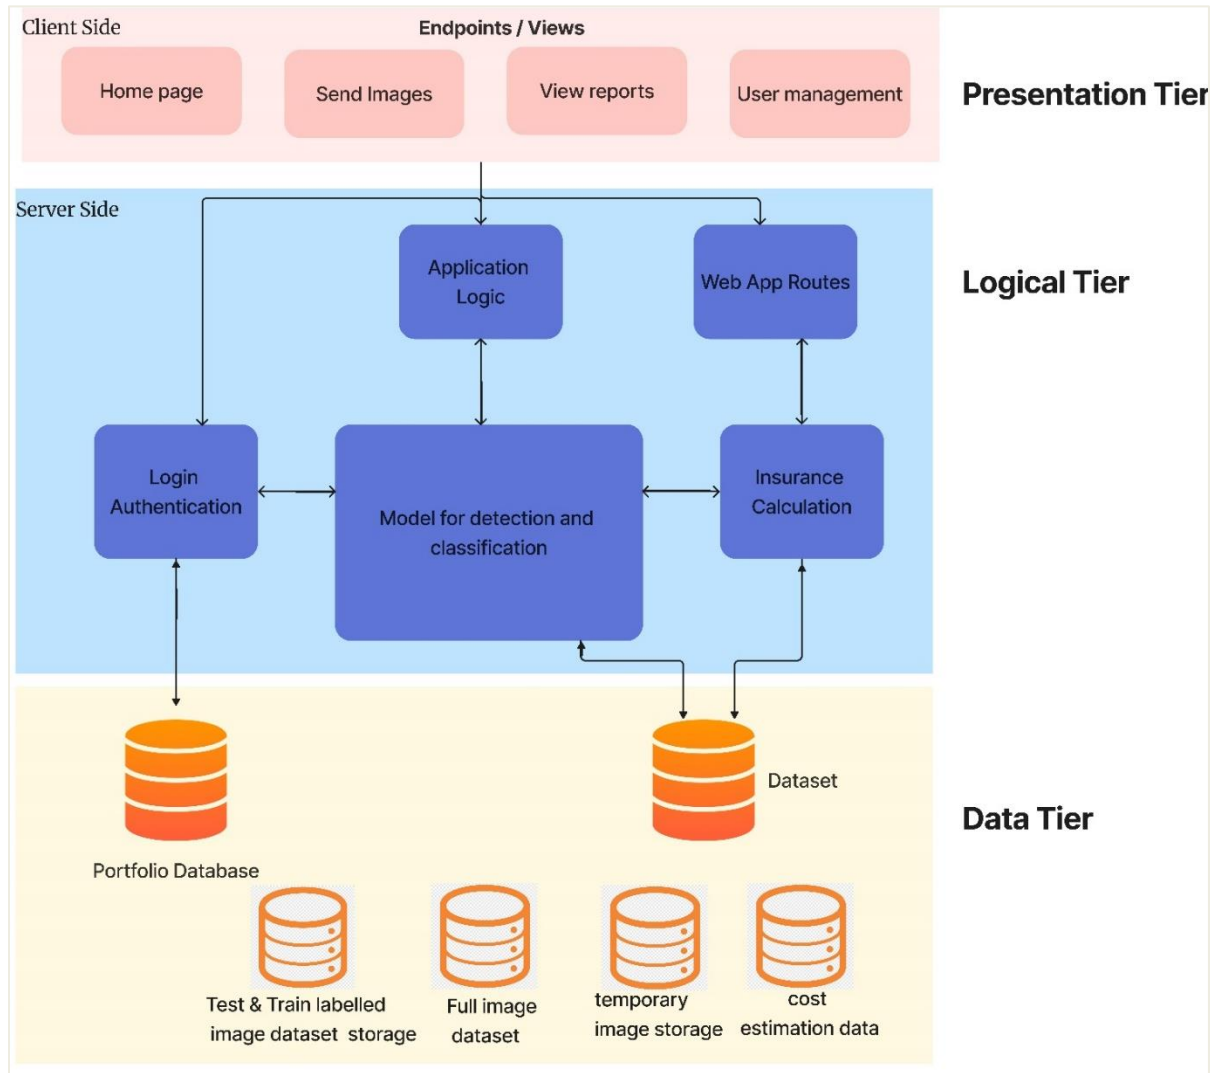 Client Side
Endpoints / Views
Home page
Send Images
View reports
User management
Presentation Tier
Server Side
Application
Logic
Web App Routes
Logical Tier
Login
Authentication
Model for detection and
classification
Insurance
Calculation
Dataset
Data Tier
Portfolio Database
Test & Train labelled
image dataset storage
Full image
dataset
temporary
image storage
cost
estimation data